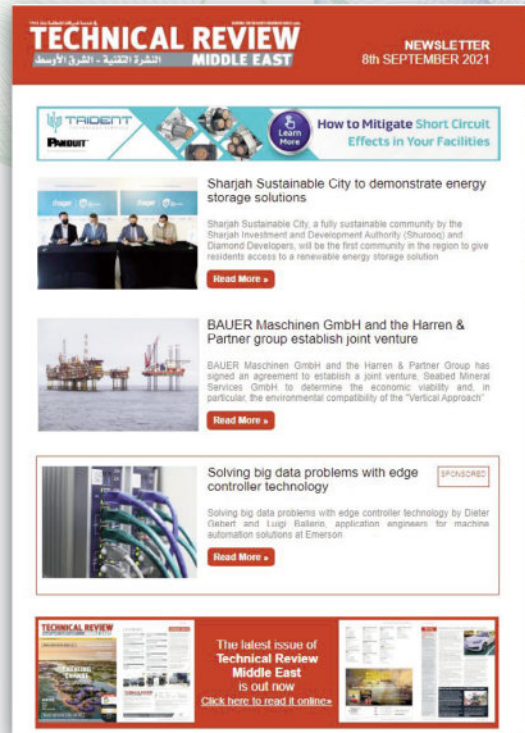 TECHNICAL REVIEW
النشرة التقنية - الشرق الأوسط MIDDLE EAST
NEWSLETTER
8th SEPTEMBER 2021
TRIDENT
PANDUIT
Learn
More
How to Mitigate Short Circuit
Effects in Your Facilities
Sharjah Sustainable City to demonstrate energy
storage solutions
Sharjah Sustainable City, a fully sustainable community by the
Sharjah Investment and Development Authority (Shurooq) and
Diamond Developers, will be the first community in the region to give
residents access to a renewable energy storage solution
Read More »
BAUER Maschinen GmbH and the Harren &
Partner group establish joint venture
BAUER Maschinen GmbH and the Harren & Partner Group has
signed an agreement to establish a joint venture, Seabed Mineral
Services GmbH to determine the economic viability and, in
particular, the environmental compatibility of the "Vertical Approach"
Read More »
Solving big data problems with edge
controller technology
SPONSORED
Solving big data problems with edge controller technology by Dieter
Gebert and Luigi Ballerio, application engineers for machine
automation solutions at Emerson
Read More »
TECHNICAL REVIEW
The latest issue of
Technical Review
Middle East
is out now
Click here to read it online»